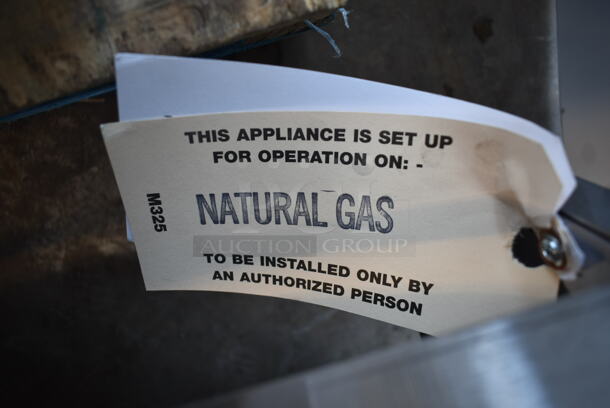 THIS APPLIANCE IS SET UP
FOR OPERATION ON: -
NATURAL GAS
AUCTION GROUP
TO BE INSTALLED ONLY BY
AN AUTHORIZED PERSON
M325